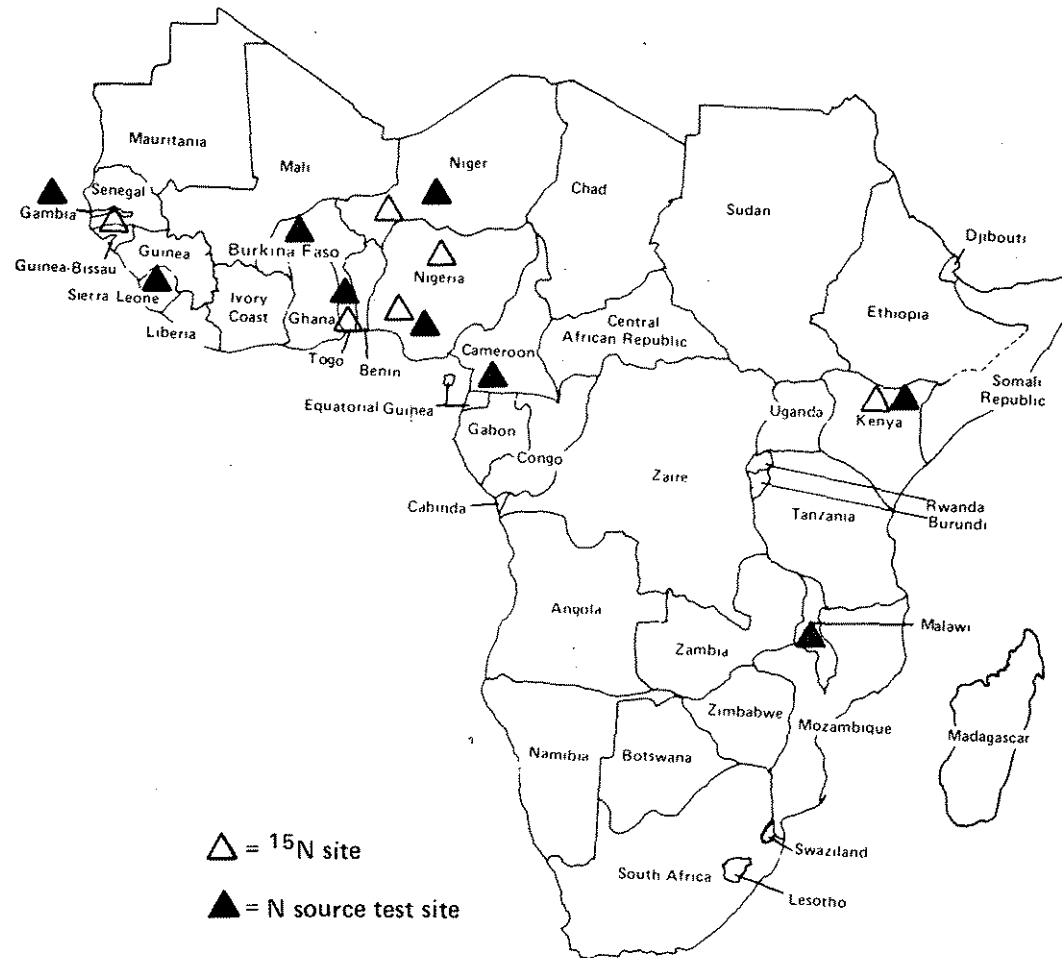 Mauritania
Mali
Niger
Chad
Sudan
Senegal
Gambia
Guinea
Guinea-Bissau
Sierra Leone
Liberia
Ivory
Coast
Burkina Faso
Ghana
Togo
Benin
Nigeria
Cameroon
Central
African Republic
Djibouti
Ethiopia
Somali
Republic
Equatorial Guinea
Gabon
Congo
Cabinda
Zaire
Uganda
Kenya
Rwanda
Burundi
Tanzania
Angola
Zambia
Malawi
Zimbabwe
Mozambique
Madagascar
Namibia
Botswana
Swaziland
South Africa
Lesotho
△ = ¹⁵N site
▲ = N source test site